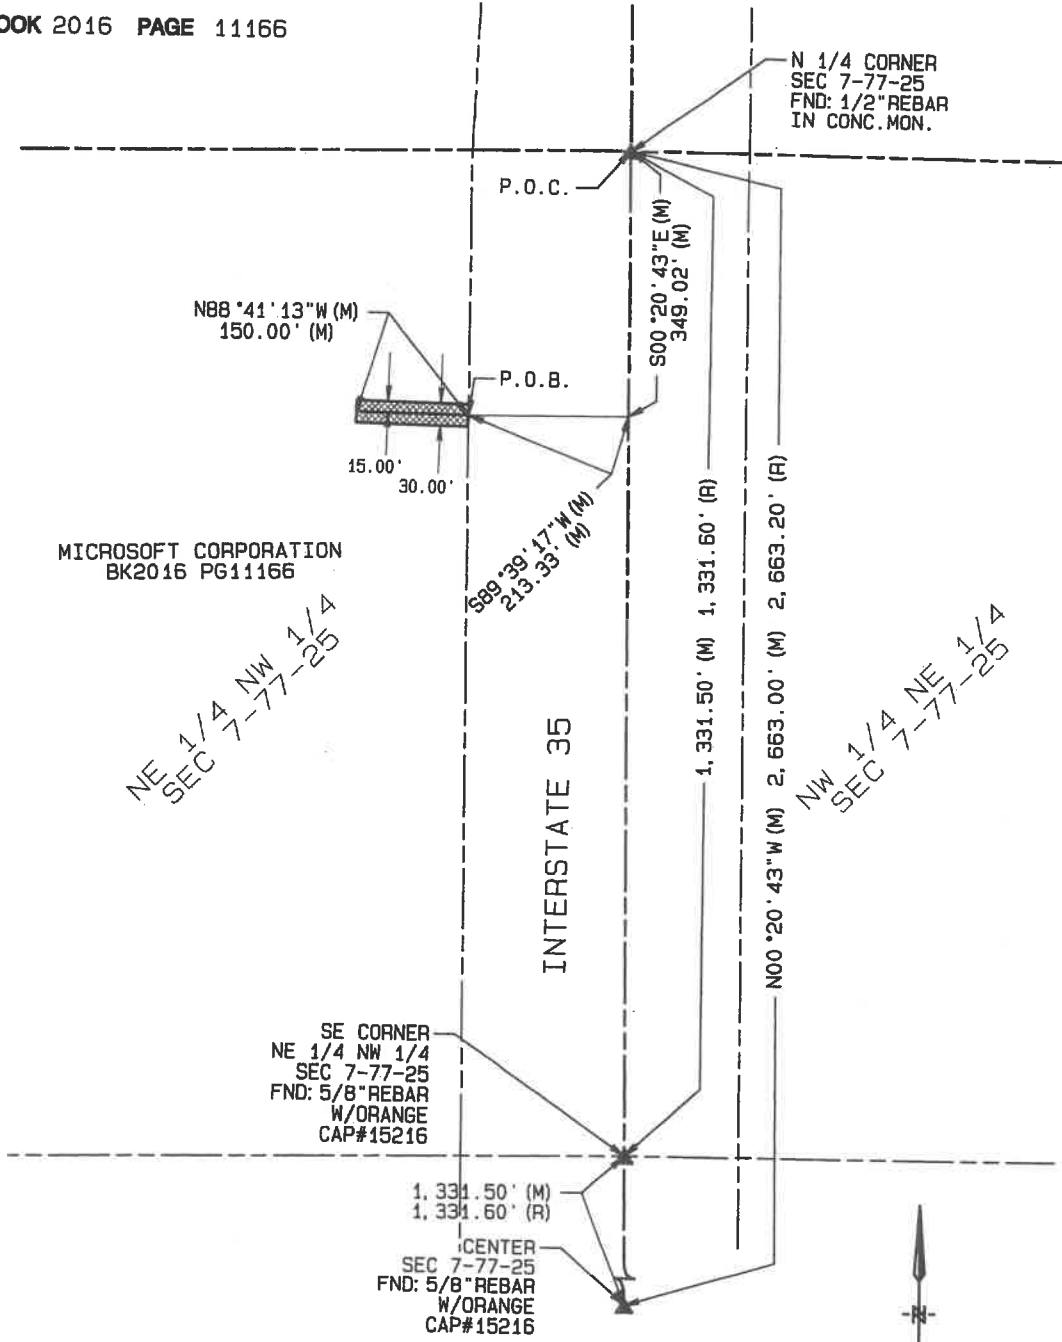 OOK 2016 PAGE 11166
N 1/4 CORNER
SEC 7-77-25
FND: 1/2"REBAR
IN CONC.MON.
P.O.C.
S00°20'43"E (M)
349.02' (M)
N88°41'13"W (M)
150.00' (M)
P.O.B.
15.00'
30.00'
S89°39'17"W (M)
213.33' (M)
MICROSOFT CORPORATION
BK2016 PG11166
NE 1/4 NW 1/4
SEC 7-77-25
INTERSTATE 35
1,331.50' (M) 1,331.60' (R)
N00°20'43"W (M) 2,663.00' (M) 2,663.20' (R)
NW 1/4 NE 1/4
SEC 7-77-25
SE CORNER
NE 1/4 NW 1/4
SEC 7-77-25
FND: 5/8"REBAR
W/ORANGE
CAP#15216
1,331.50' (M)
1,331.60' (R)
CENTER
SEC 7-77-25
FND: 5/8"REBAR
W/ORANGE
CAP#15216
N